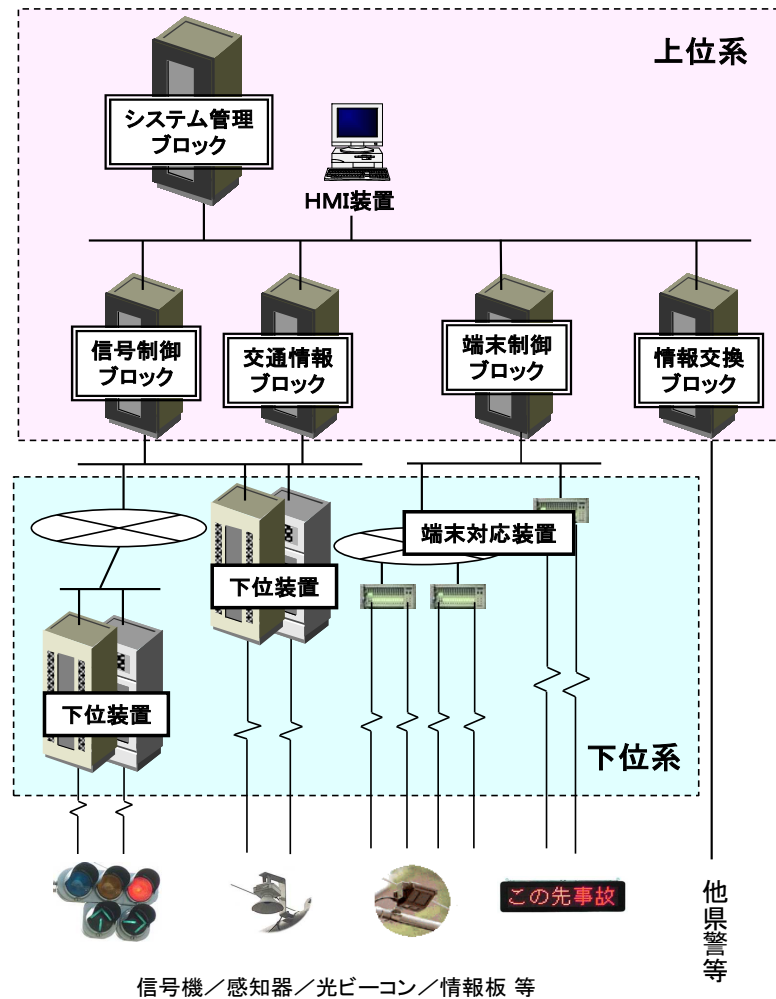 上位系
システム管理
ブロック
HMI装置
信号制御
ブロック
交通情報
ブロック
端末制御
ブロック
情報交換
ブロック
端末対応装置
下位装置
下位装置
下位系
この先事故
他県警等
信号機／感知器／光ビーコン／情報板 等